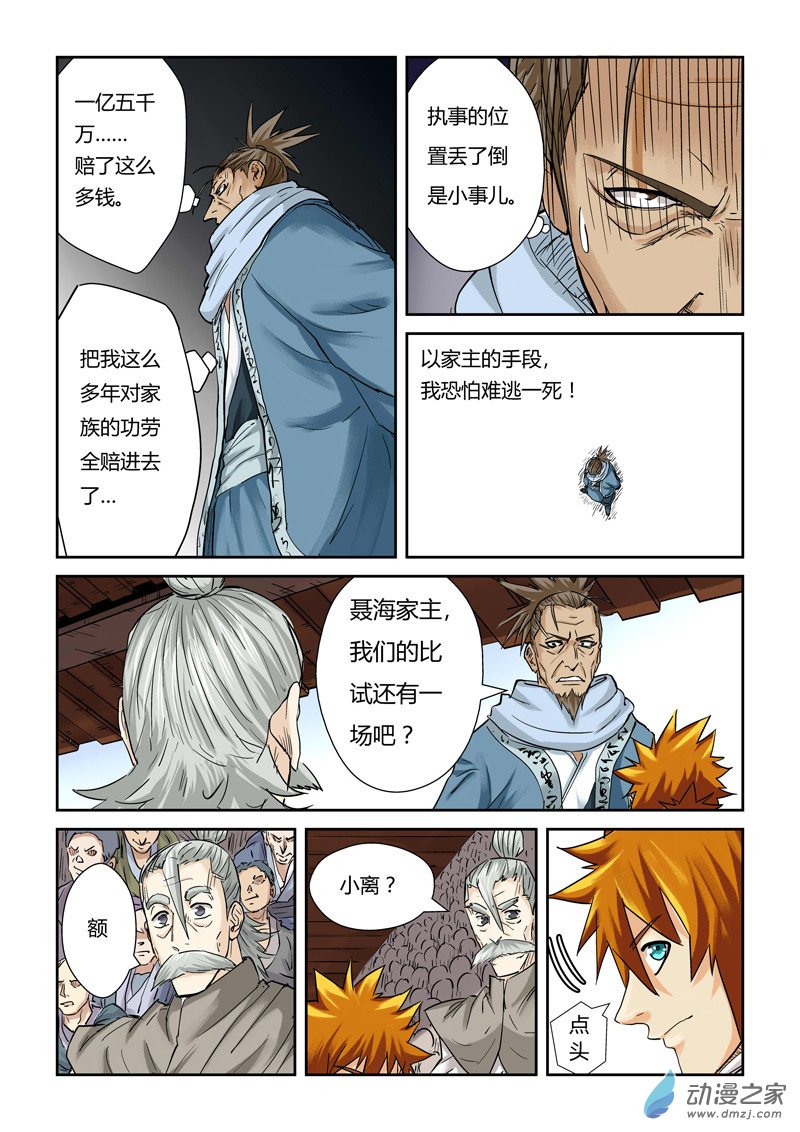 一亿五千
万……
赔了这么
多钱。
把我这么
多年对家
族的功劳
全赔进去
了…
执事的位
置丢了倒
是小事儿。
以家主的手段，
我恐怕难逃一死！
聂海家主，
我们的比
试还有一
场吧？
额
小离？
点
头
动漫之家
www.dmzj.com